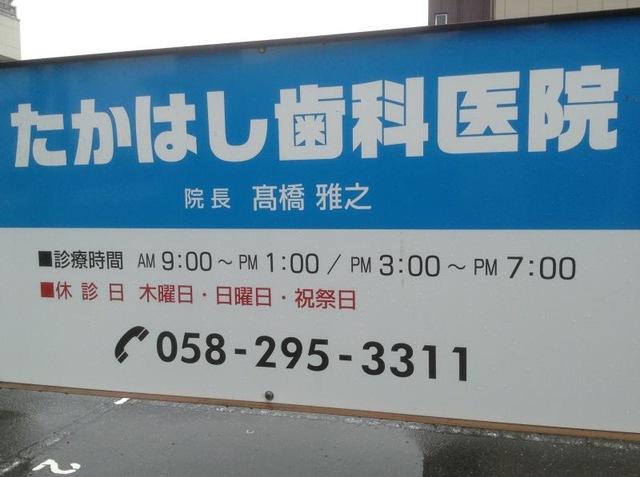 たかはし歯科医院
院長 髙橋 雅之
■診療時間 AM 9:00～PM 1:00 / PM 3:00～PM 7:00
■休診日 木曜日・日曜日・祝祭日
058-295-3311
2